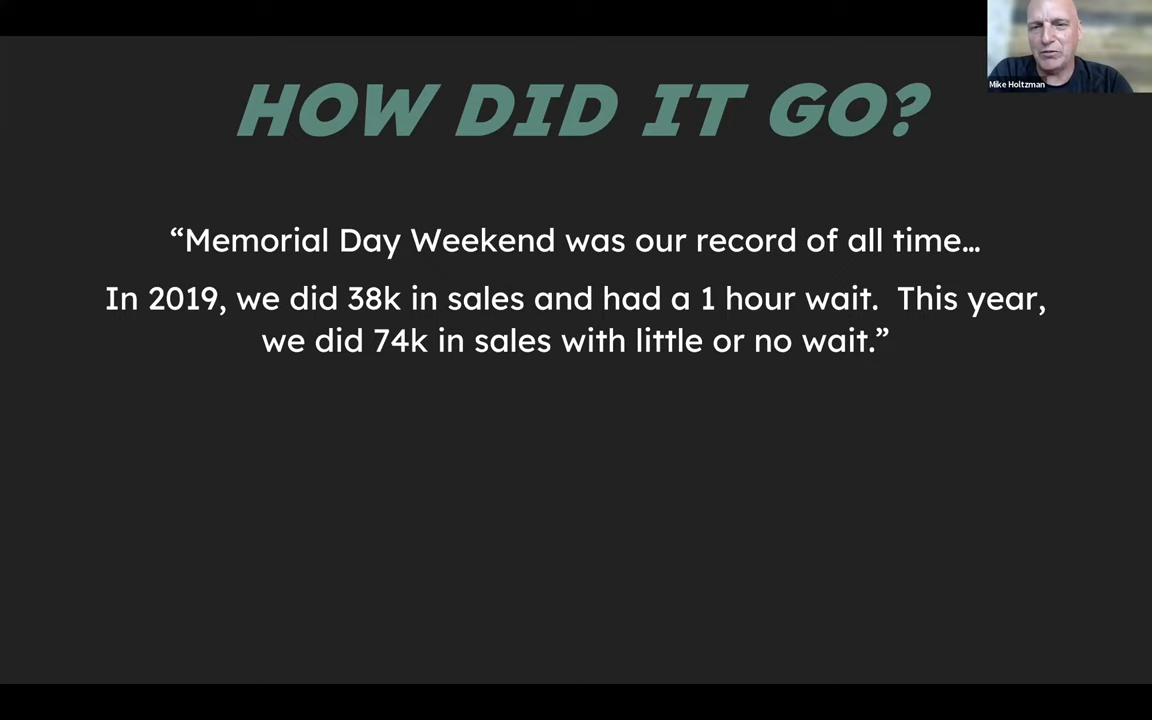 Mike Holtzman
HOW DID IT GO?
“Memorial Day Weekend was our record of all time…
In 2019, we did 38k in sales and had a 1 hour wait.  This year,
we did 74k in sales with little or no wait.”